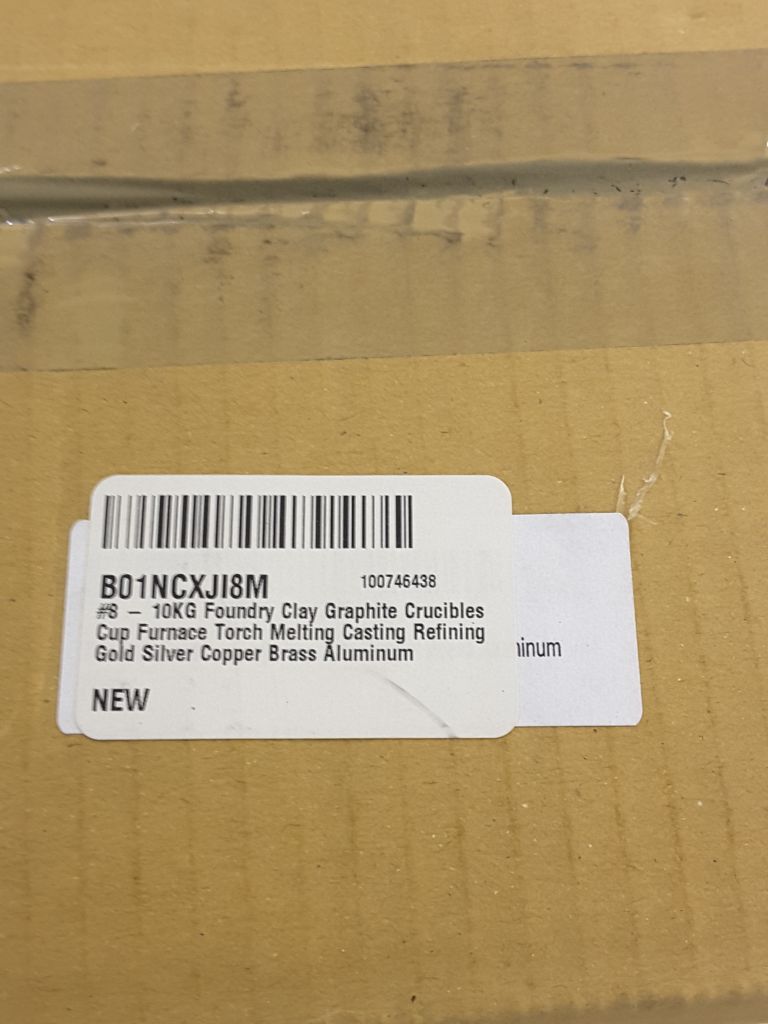 B01NCXJI8M 100746438
#8 – 10KG Foundry Clay Graphite Crucibles
Cup Furnace Torch Melting Casting Refining
Gold Silver Copper Brass Aluminum
NEW